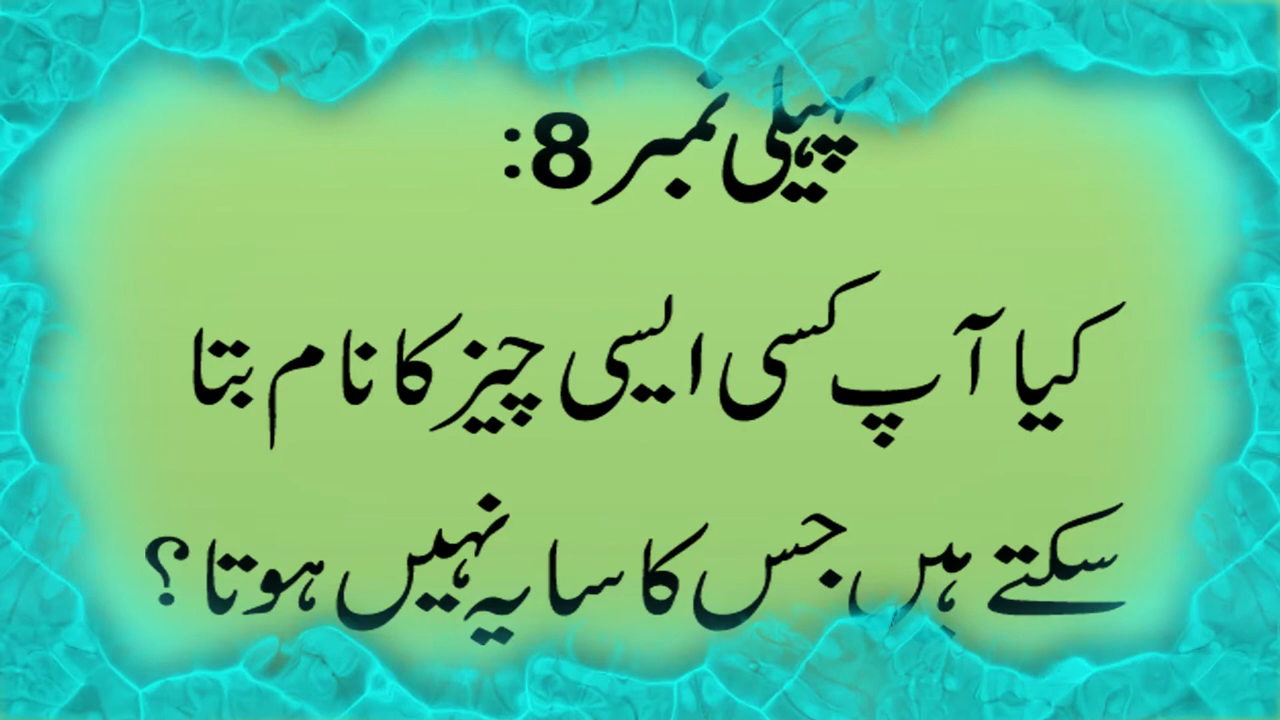 پہیلی نمبر 8:
کیا آپ کسی ایسی چیز کا نام بتا
سکتے ہیں جس کا سایہ نہیں ہوتا؟